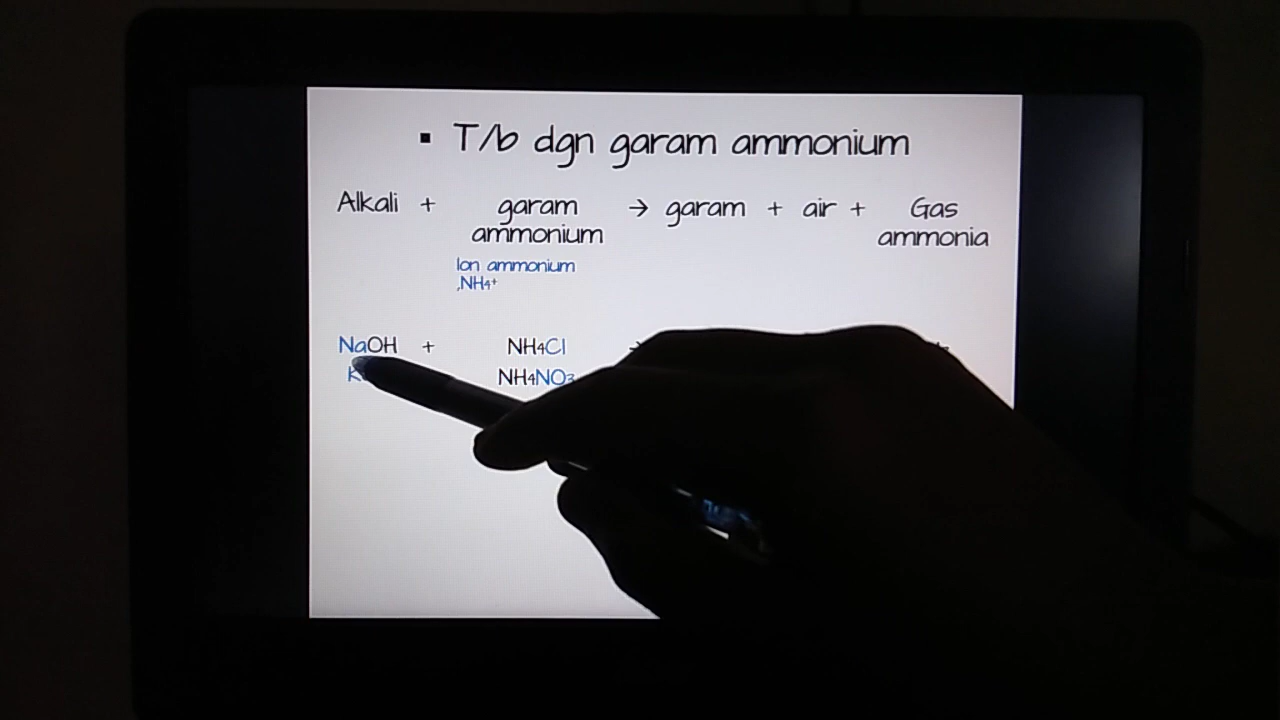 ▪ T/b dgn garam ammonium
Alkali + garam → garam + air + Gas
ammonium ammonia
Ion ammonium
,NH₄⁺
NaOH + NH₄Cl
NH₄NO₃